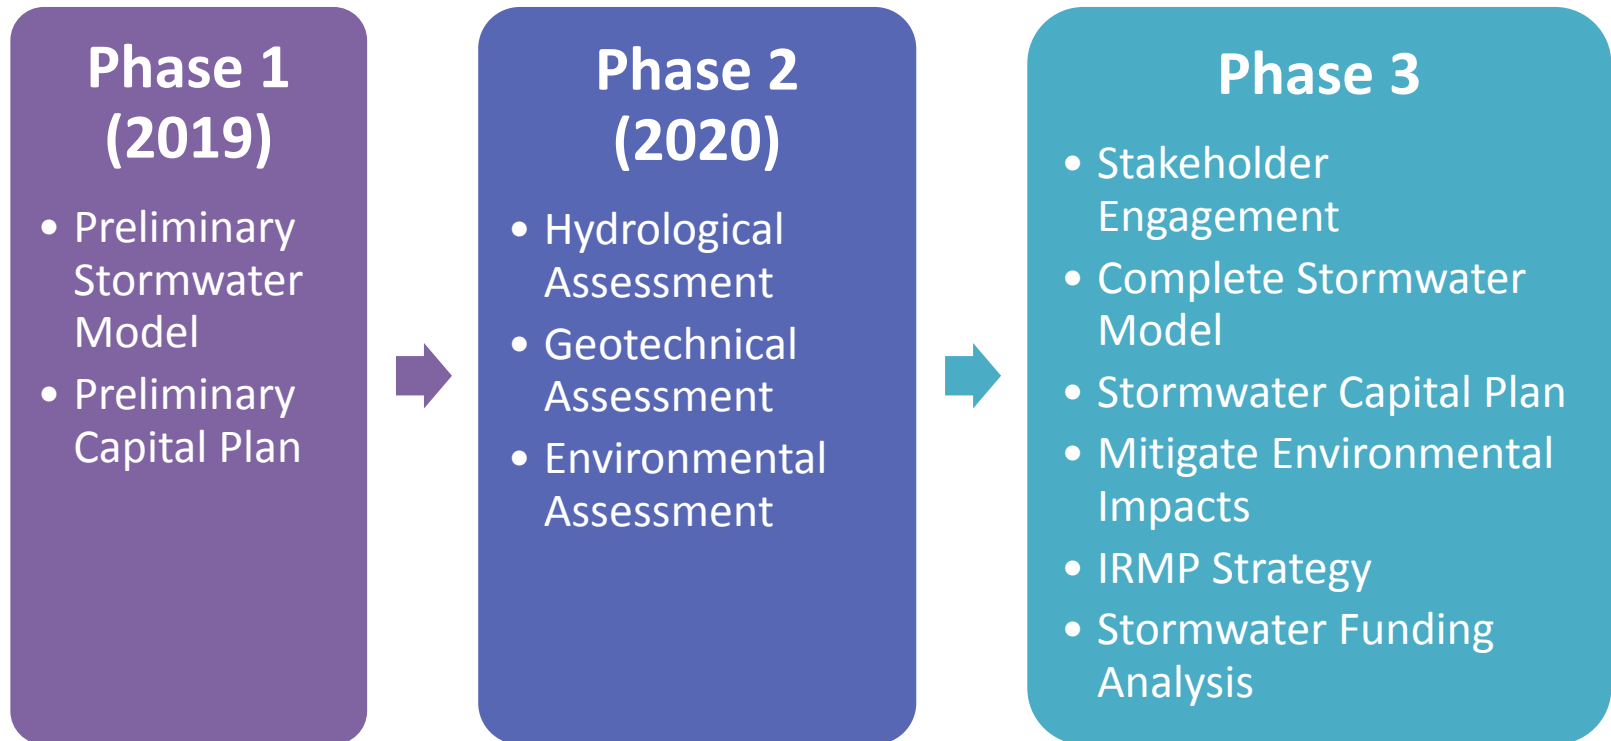 Phase 1
(2019)
• Preliminary
Stormwater
Model
• Preliminary
Capital Plan
Phase 2
(2020)
• Hydrological
Assessment
• Geotechnical
Assessment
• Environmental
Assessment
Phase 3
• Stakeholder
Engagement
• Complete Stormwater
Model
• Stormwater Capital Plan
• Mitigate Environmental
Impacts
• IRMP Strategy
• Stormwater Funding
Analysis